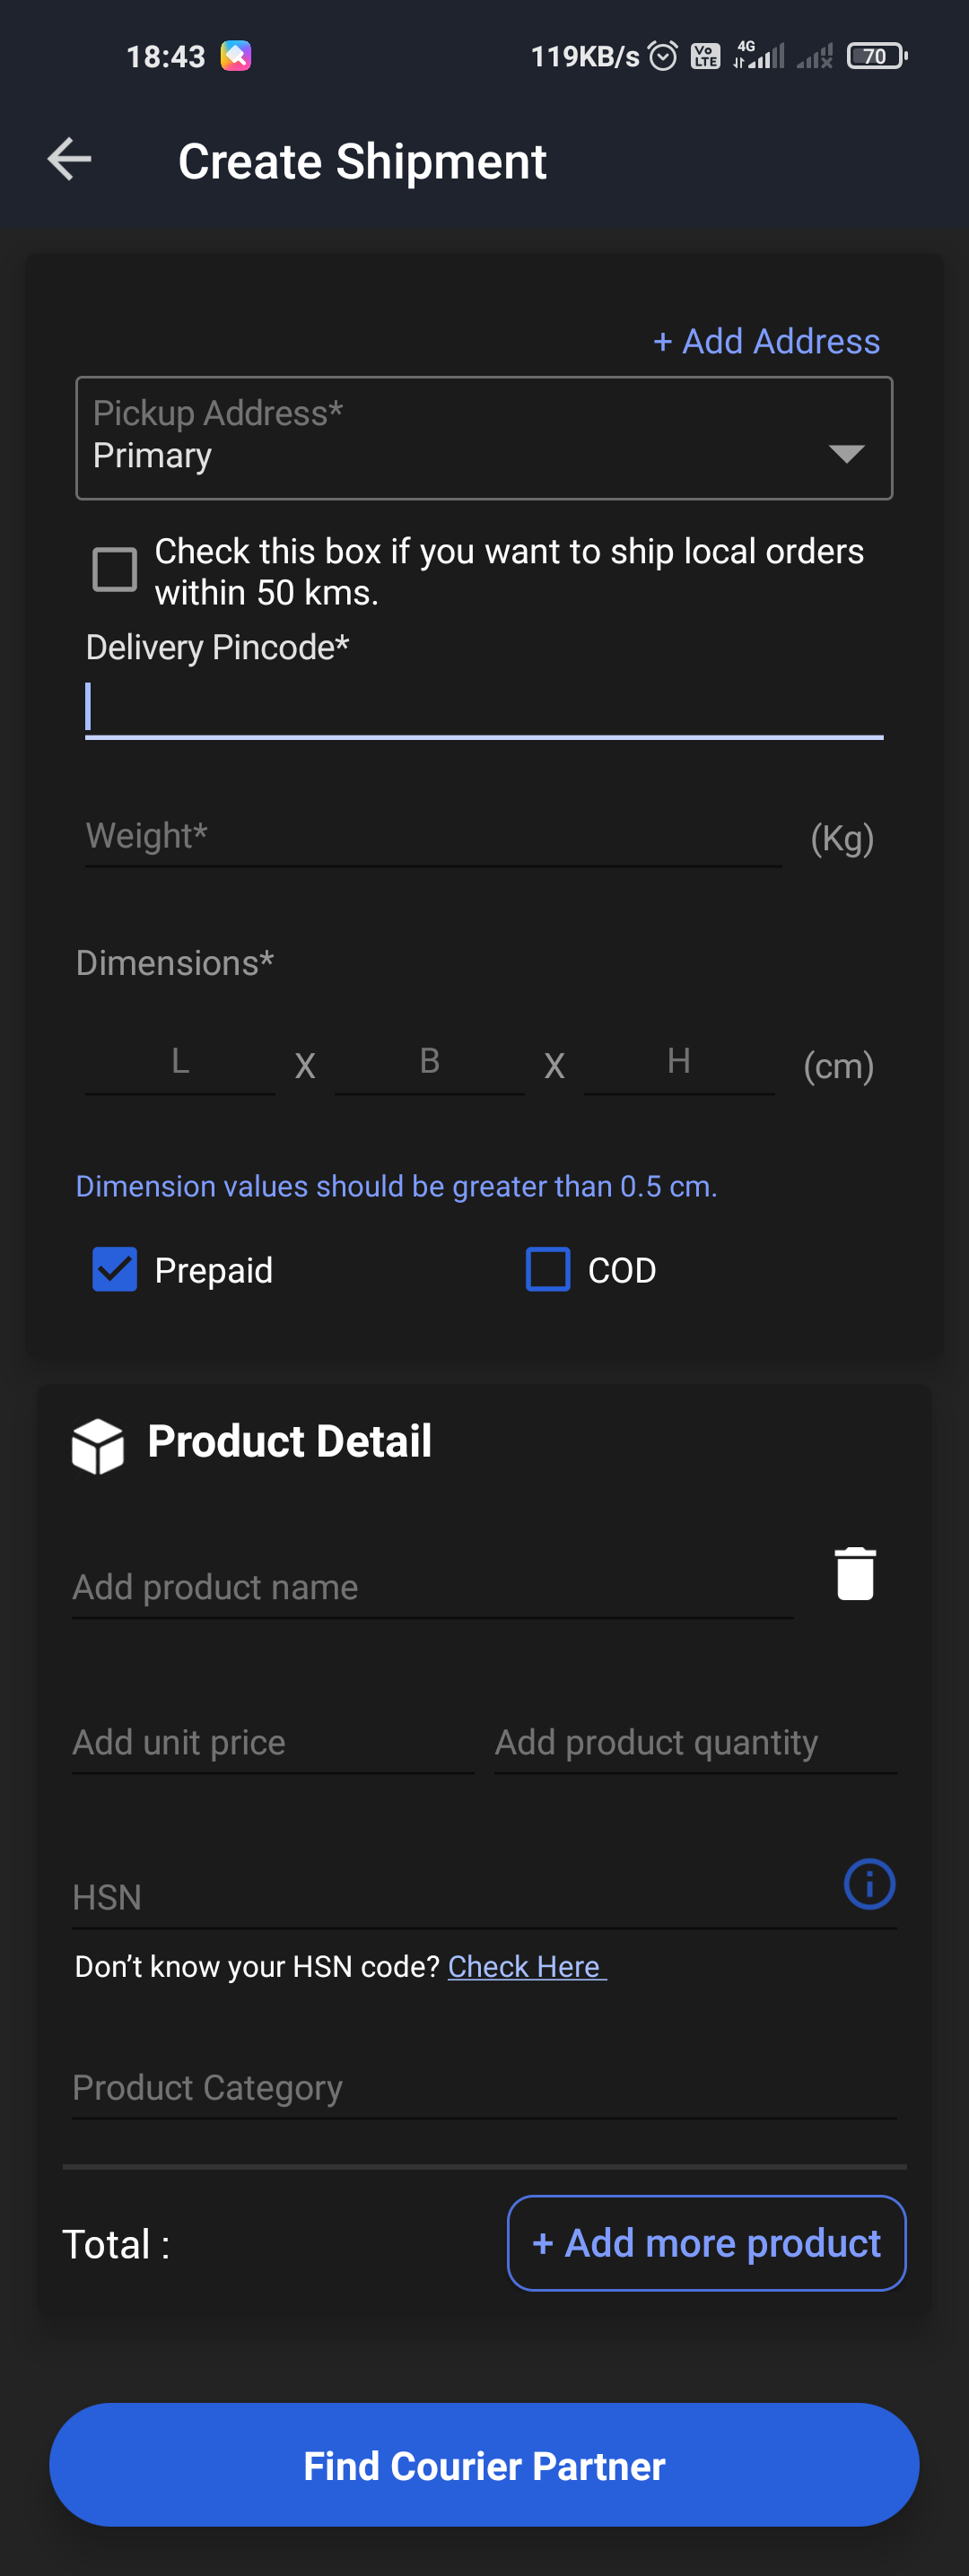 18:43
119KB/s Vo LTE 4G 70
Create Shipment
+ Add Address
Pickup Address*
Primary
Check this box if you want to ship local orders
within 50 kms.
Delivery Pincode*
Weight* (Kg)
Dimensions*
L X B X H (cm)
Dimension values should be greater than 0.5 cm.
Prepaid COD
Product Detail
Add product name
Add unit price Add product quantity
HSN
Don't know your HSN code? Check Here
Product Category
Total : + Add more product
Find Courier Partner